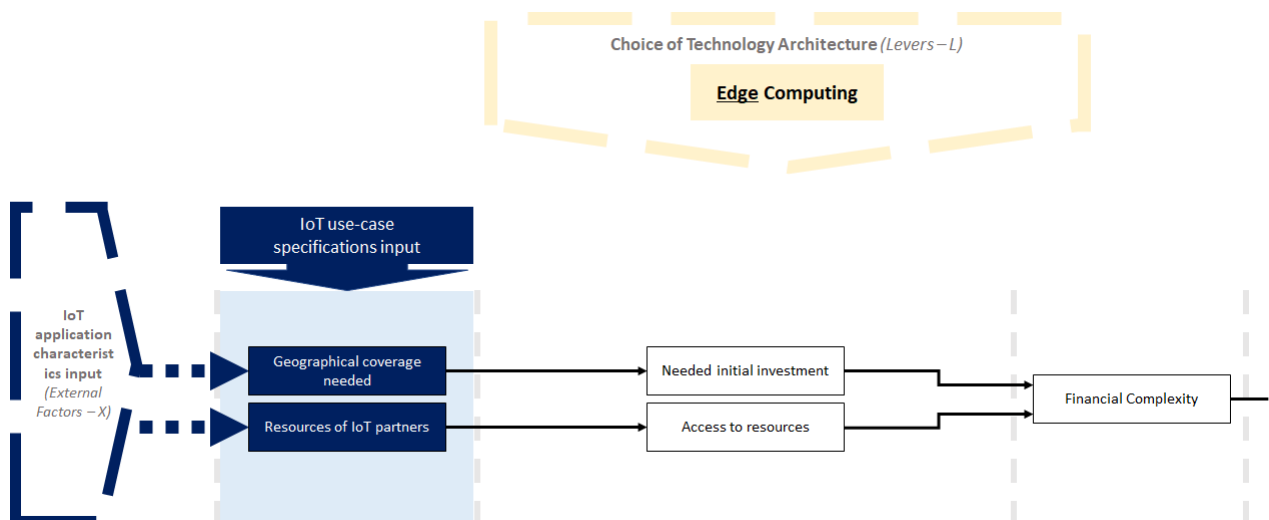 Choice of Technology Architecture (Levers – L)
Edge Computing
IoT use-case
specifications input
IoT
application
characterist
ics input
(External
Factors – X)
Geographical coverage
needed
Needed initial investment
Financial Complexity
Resources of IoT partners
Access to resources